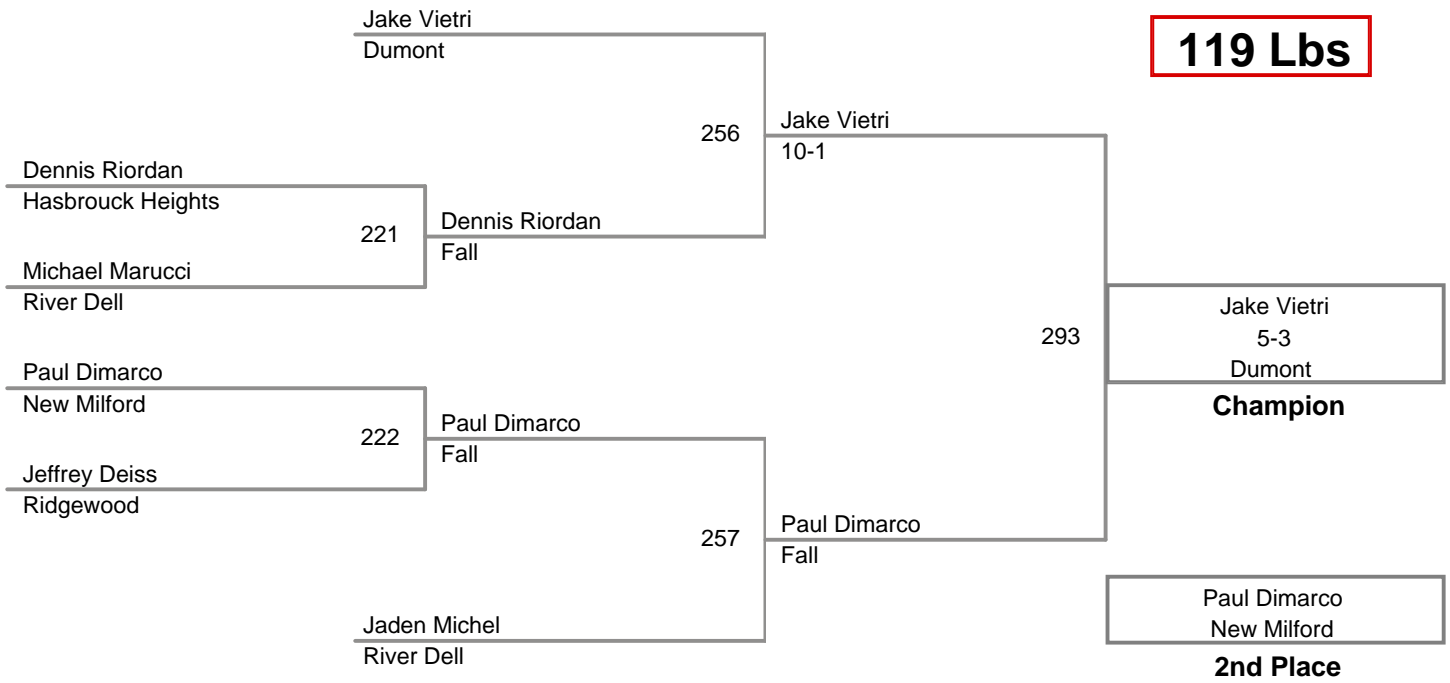 Jake Vietri
Dumont
119 Lbs
256
Jake Vietri
10-1
Dennis Riordan
Hasbrouck Heights
221
Dennis Riordan
Fall
Michael Marucci
River Dell
293
Jake Vietri
5-3
Dumont
Champion
Paul Dimarco
New Milford
222
Paul Dimarco
Fall
Jeffrey Deiss
Ridgewood
257
Paul Dimarco
Fall
Jaden Michel
River Dell
Paul Dimarco
New Milford
2nd Place